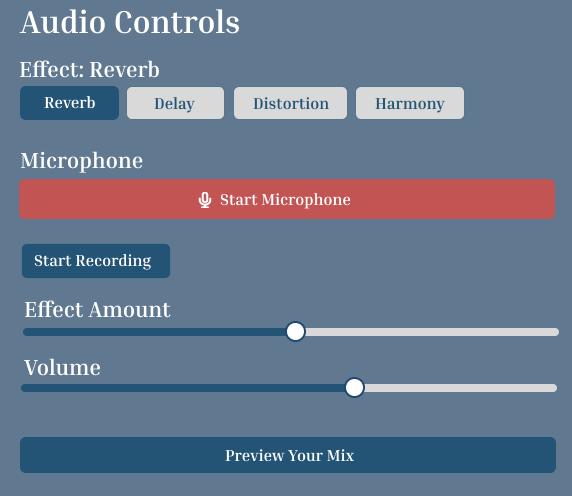 Audio Controls
Effect: Reverb
Reverb Delay Distortion Harmony
Microphone
Start Microphone
Start Recording
Effect Amount
Volume
Preview Your Mix